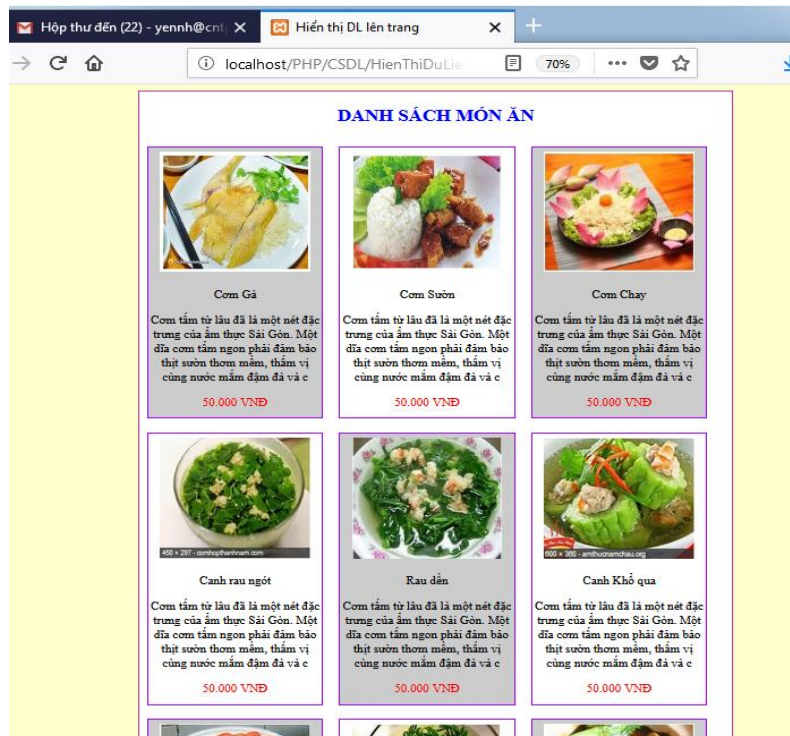 Hộp thư đến (22) - yennh@cntp
Hiển thị DL lên trang
localhost/PHP/CSDL/HienThiDuLie
70%
DANH SÁCH MÓN ĂN
Cơm Gà
Cơm tấm từ lâu đã là một nét đặc
trưng của ẩm thực Sài Gòn. Một
dĩa cơm tấm ngon phải đảm bảo
thịt sườn thơm mềm, thấm vị
cùng nước mắm đậm đà và c
50.000 VNĐ
Cơm Sườn
Cơm tấm từ lâu đã là một nét đặc
trưng của ẩm thực Sài Gòn. Một
dĩa cơm tấm ngon phải đảm bảo
thịt sườn thơm mềm, thấm vị
cùng nước mắm đậm đà và c
50.000 VNĐ
Cơm Chay
Cơm tấm từ lâu đã là một nét đặc
trưng của ẩm thực Sài Gòn. Một
dĩa cơm tấm ngon phải đảm bảo
thịt sườn thơm mềm, thấm vị
cùng nước mắm đậm đà và c
50.000 VNĐ
450 × 297 - comhopthanhnam.com
Canh rau ngót
Cơm tấm từ lâu đã là một nét đặc
trưng của ẩm thực Sài Gòn. Một
dĩa cơm tấm ngon phải đảm bảo
thịt sườn thơm mềm, thấm vị
cùng nước mắm đậm đà và c
50.000 VNĐ
Rau dền
Cơm tấm từ lâu đã là một nét đặc
trưng của ẩm thực Sài Gòn. Một
dĩa cơm tấm ngon phải đảm bảo
thịt sườn thơm mềm, thấm vị
cùng nước mắm đậm đà và c
50.000 VNĐ
600 × 360 - amthucnamchau.org
Canh Khổ qua
Cơm tấm từ lâu đã là một nét đặc
trưng của ẩm thực Sài Gòn. Một
dĩa cơm tấm ngon phải đảm bảo
thịt sườn thơm mềm, thấm vị
cùng nước mắm đậm đà và c
50.000 VNĐ